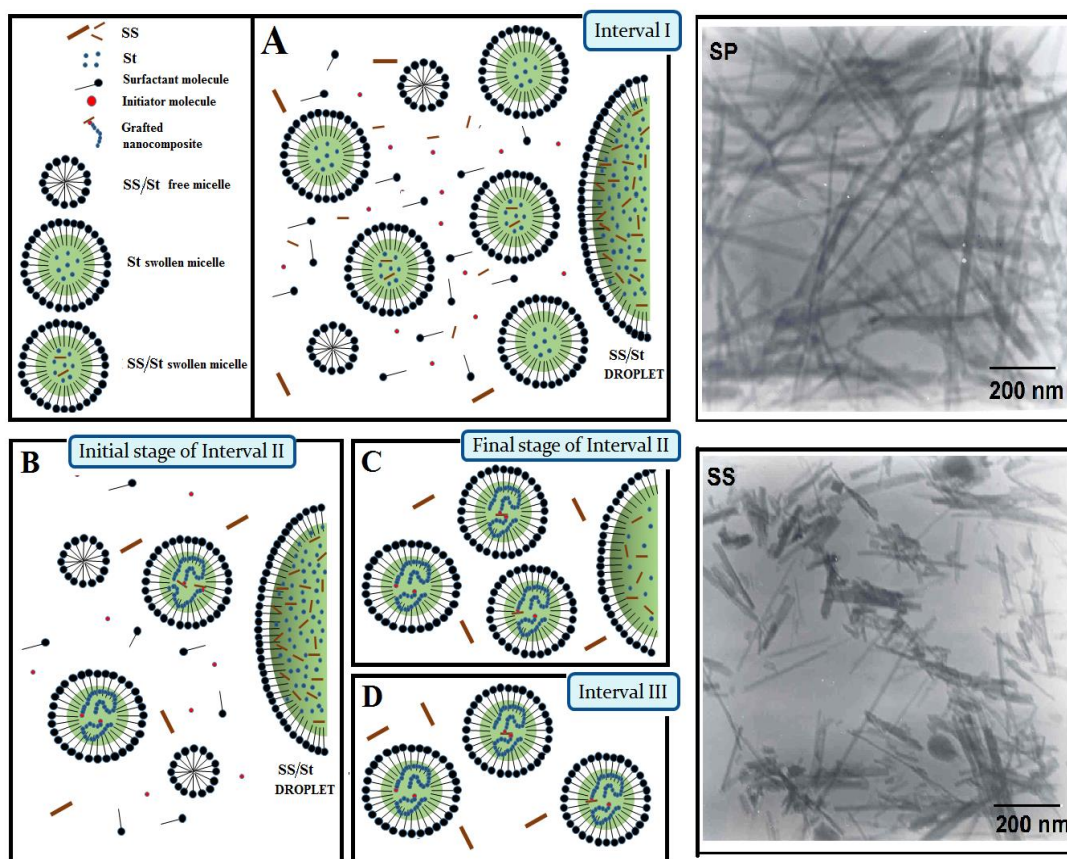 SS
St
Surfactant molecule
Initiator molecule
Grafted
nanocomposite
SS/St free micelle
St swollen micelle
SS/St swollen micelle
A
Interval I
SS/St
DROPLET
SP
200 nm
B
Initial stage of Interval II
SS/St
DROPLET
C
Final stage of Interval II
D
Interval III
SS
200 nm